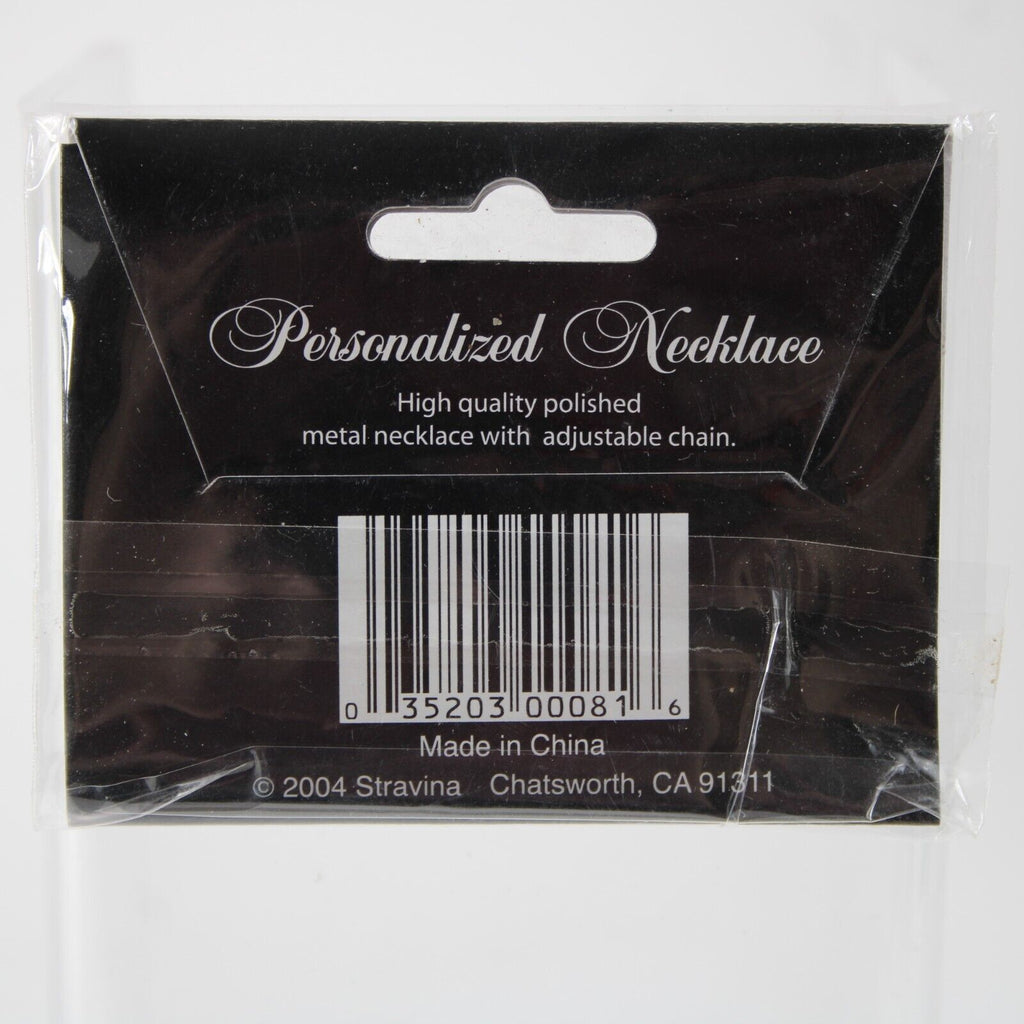 Personalized Necklace
High quality polished
metal necklace with adjustable chain.
0 35203 00081 6
Made in China
© 2004 Stravina Chatsworth, CA 91311